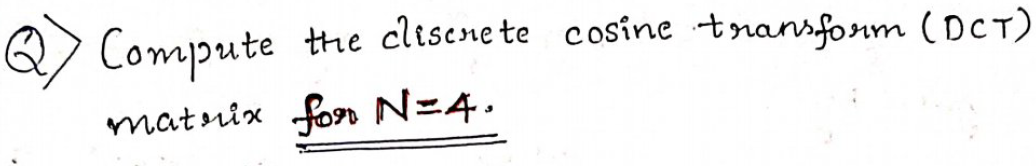 Q> Compute the discrete cosine transform (DCT)
matrix for N=4.